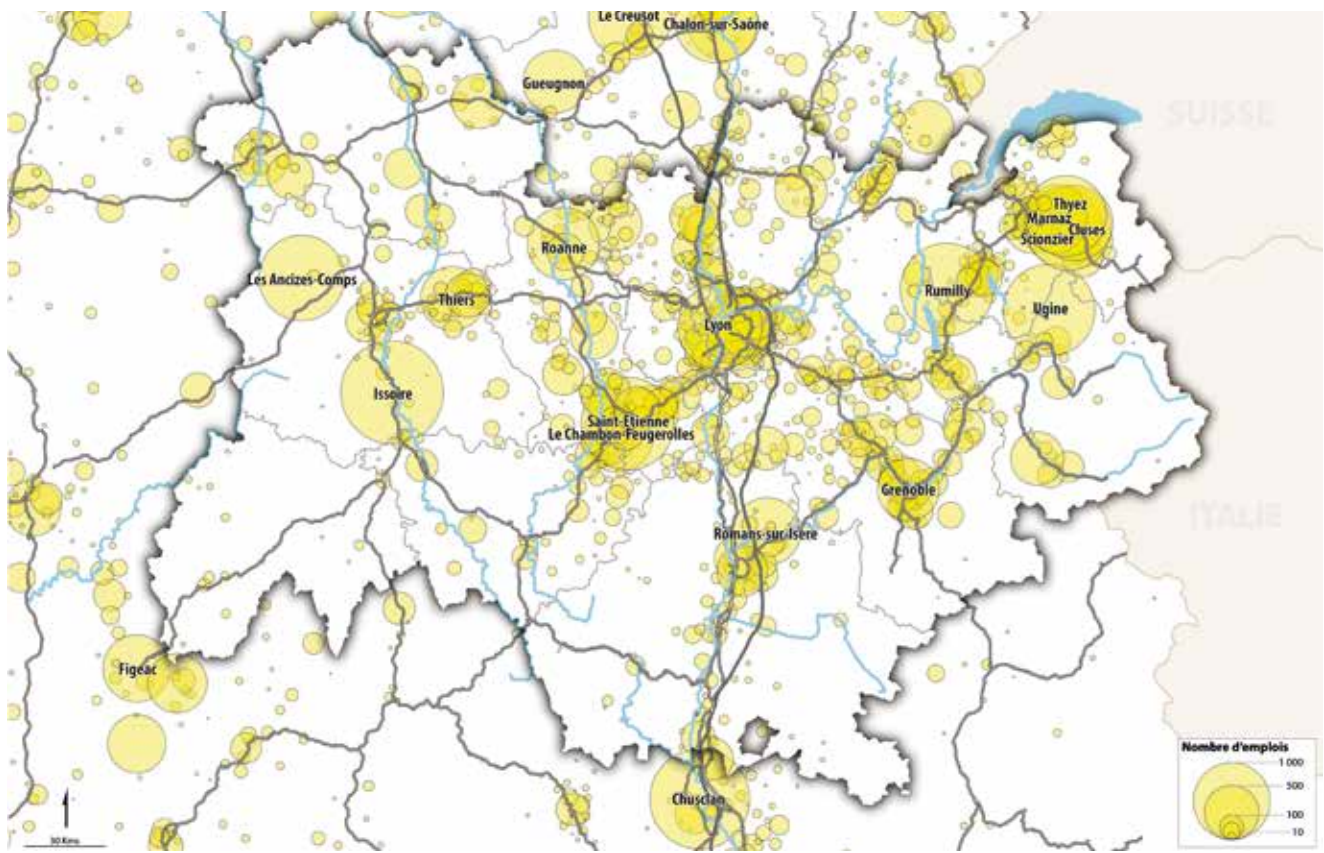 Le Creusot
Chalon-sur-Saône
Gueugnon
SUISSE
Thyez
Marnaz
Cluses
Scionzier
Roanne
Les Ancizes-Comps
Thiers
Rumilly
Ugine
Lyon
Issoire
Saint-Etienne
Le Chambon-Feugerolles
Grenoble
ITALIE
Romans-sur-Isère
Figeac
Chusclan
Nombre d'emplois
1 000
500
100
10
30 Kms